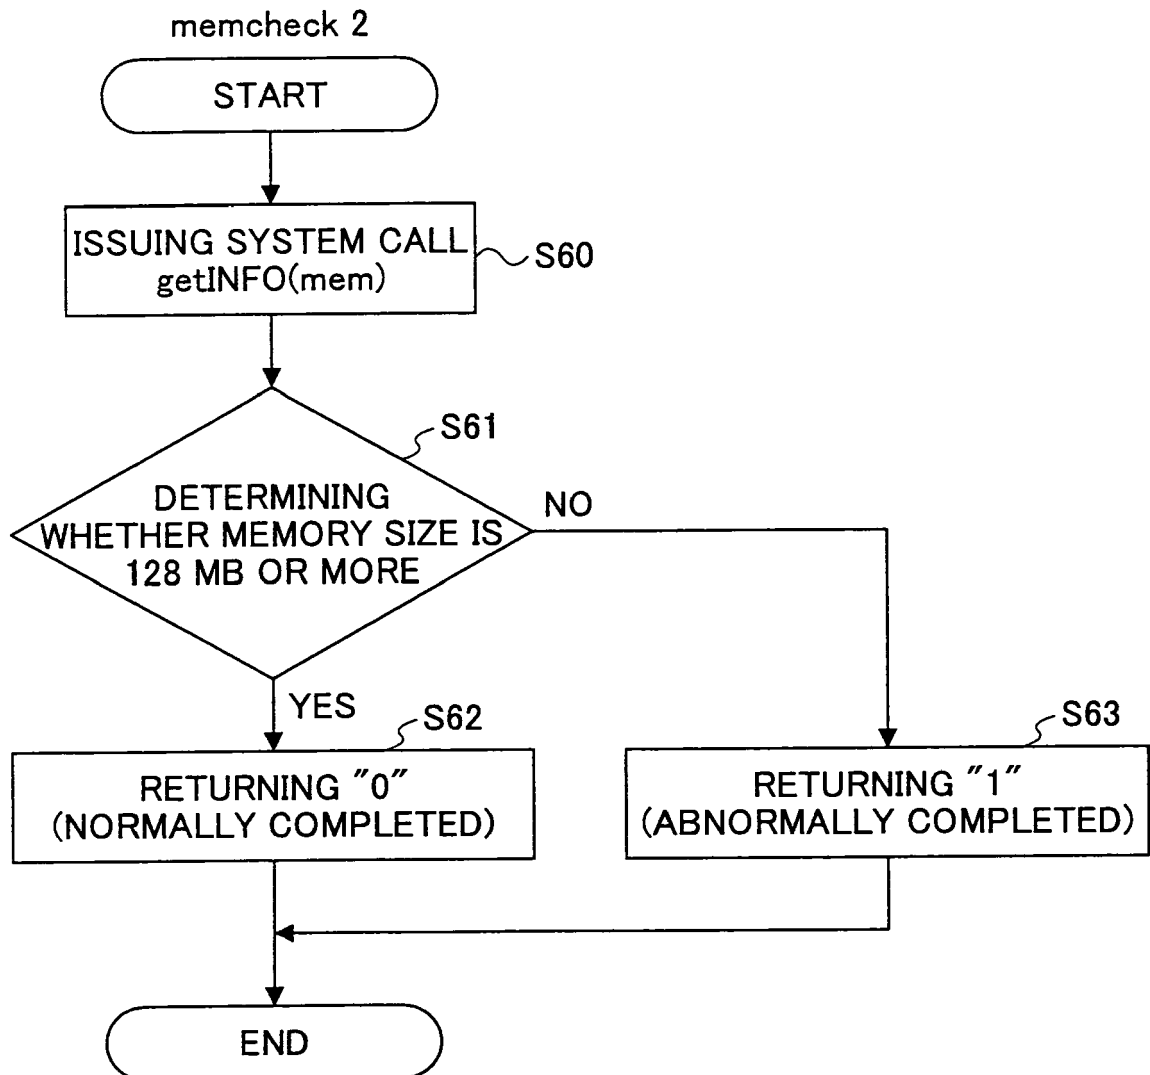 memcheck 2
START
ISSUING SYSTEM CALL
getINFO(mem)
S60
S61
DETERMINING
WHETHER MEMORY SIZE IS
128 MB OR MORE
NO
YES
S62
S63
RETURNING "0"
(NORMALLY COMPLETED)
RETURNING "1"
(ABNORMALLY COMPLETED)
END